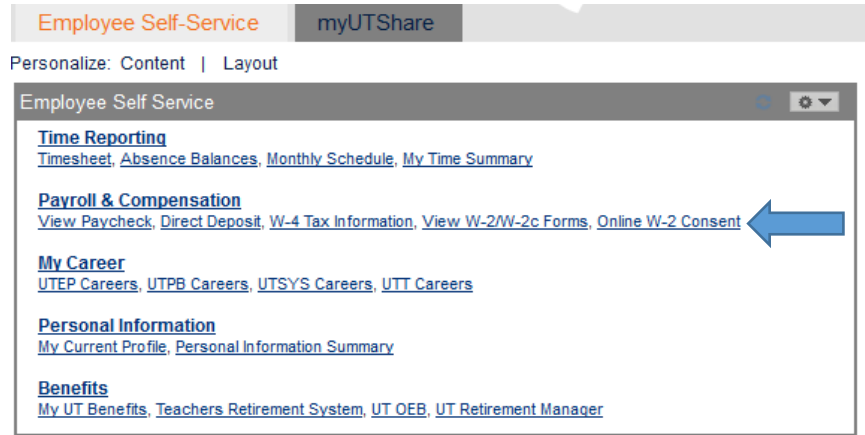 Employee Self-Service myUTShare
Personalize: Content | Layout
Employee Self Service
Time Reporting
Timesheet, Absence Balances, Monthly Schedule, My Time Summary
Payroll & Compensation
View Paycheck, Direct Deposit, W-4 Tax Information, View W-2/W-2c Forms, Online W-2 Consent
My Career
UTEP Careers, UTPB Careers, UTSYS Careers, UTT Careers
Personal Information
My Current Profile, Personal Information Summary
Benefits
My UT Benefits, Teachers Retirement System, UT OEB, UT Retirement Manager